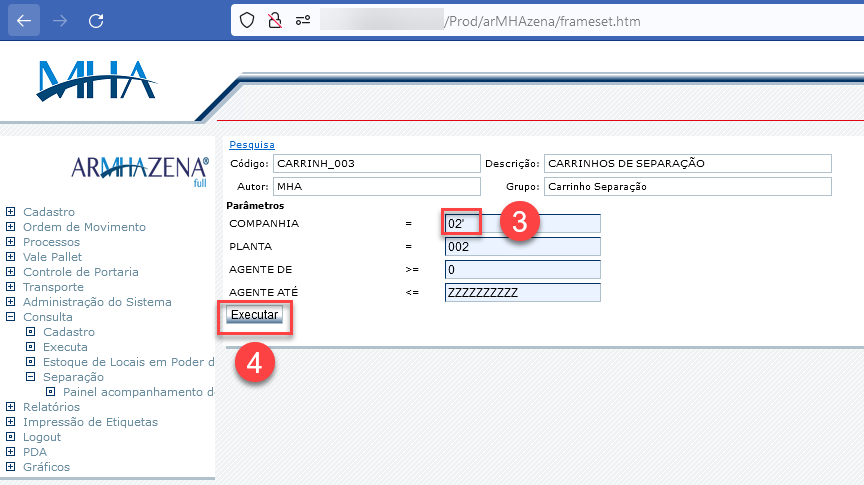 /Prod/arMHAzena/frameset.htm
MHA
ARMHAZENA®
full
Cadastro
Ordem de Movimento
Processos
Vale Pallet
Controle de Portaria
Transporte
Administração do Sistema
Consulta
Cadastro
Executa
Estoque de Locais em Poder d
Separação
Painel acompanhamento d
Relatórios
Impressão de Etiquetas
Logout
PDA
Gráficos
Pesquisa
Código: CARRINH_003 Descrição: CARRINHOS DE SEPARAÇÃO
Autor: MHA Grupo: Carrinho Separação
Parâmetros
COMPANHIA = 02' 3
PLANTA = 002
AGENTE DE >= 0
AGENTE ATÉ <= ZZZZZZZZZZ
Executar
4